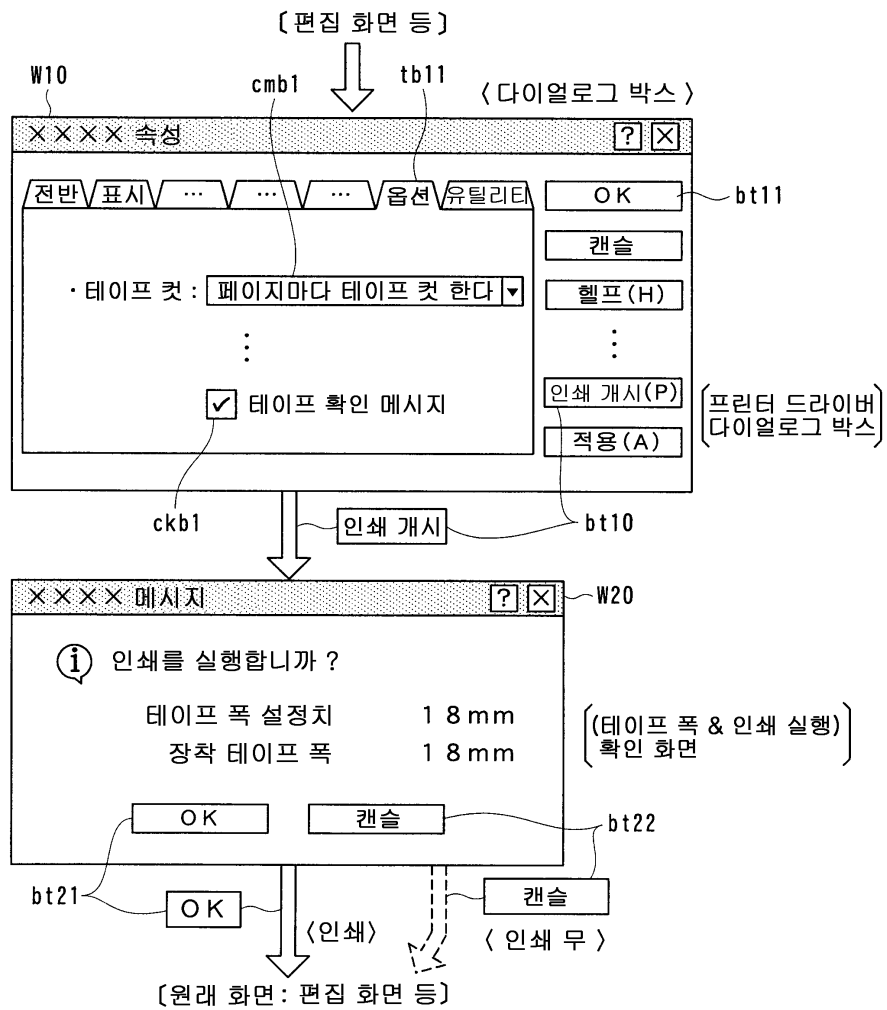 〔편집 화면 등〕
W10
cmb1
tb11
〈다이얼로그 박스〉
×××× 속성
? ×
전반 표시 … … … 옵션 유틸리티
OK
bt11
캔슬
·테이프 컷 : 페이지마다 테이프 컷 한다 ▼
헬프(H)
⋮
⋮
인쇄 개시(P)
✓ 테이프 확인 메시지
적용(A)
〔프린터 드라이버
다이얼로그 박스〕
ckb1
인쇄 개시
bt10
×××× 메시지
? ×
W20
i 인쇄를 실행합니까 ?
테이프 폭 설정치 18mm
장착 테이프 폭 18mm
〔(테이프 폭 & 인쇄 실행)
확인 화면〕
OK
캔슬
bt22
bt21
OK
〈인쇄〉
캔슬
〈 인쇄 무 〉
〔원래 화면: 편집 화면 등〕